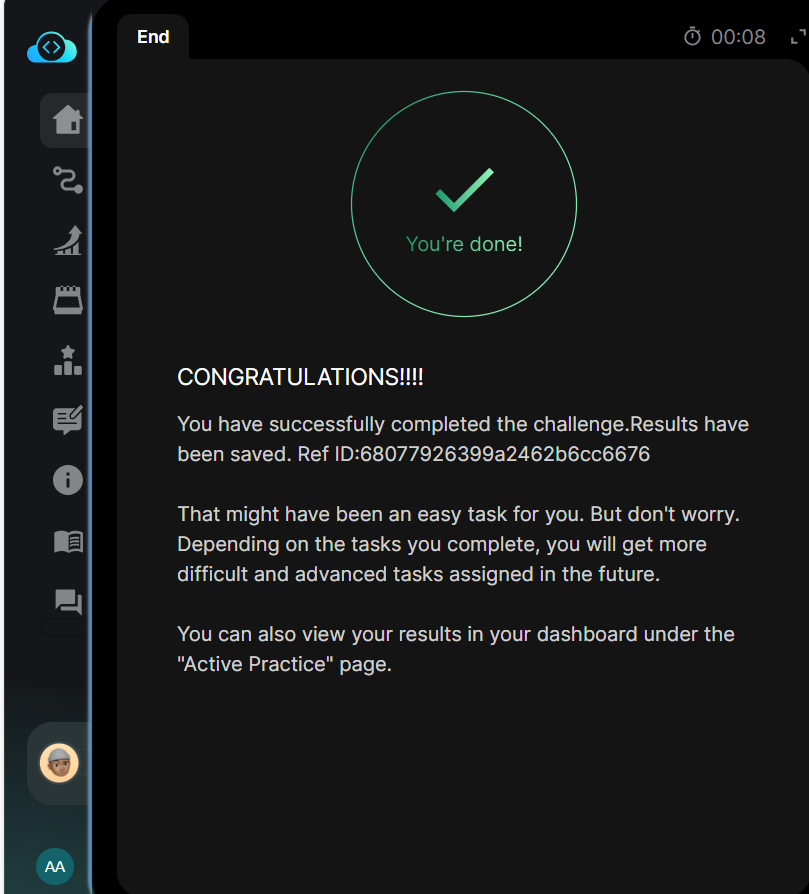 End
00:08
You're done!
CONGRATULATIONS!!!!
You have successfully completed the challenge.Results have
been saved. Ref ID:68077926399a2462b6cc6676
That might have been an easy task for you. But don't worry.
Depending on the tasks you complete, you will get more
difficult and advanced tasks assigned in the future.
You can also view your results in your dashboard under the
"Active Practice" page.
AA